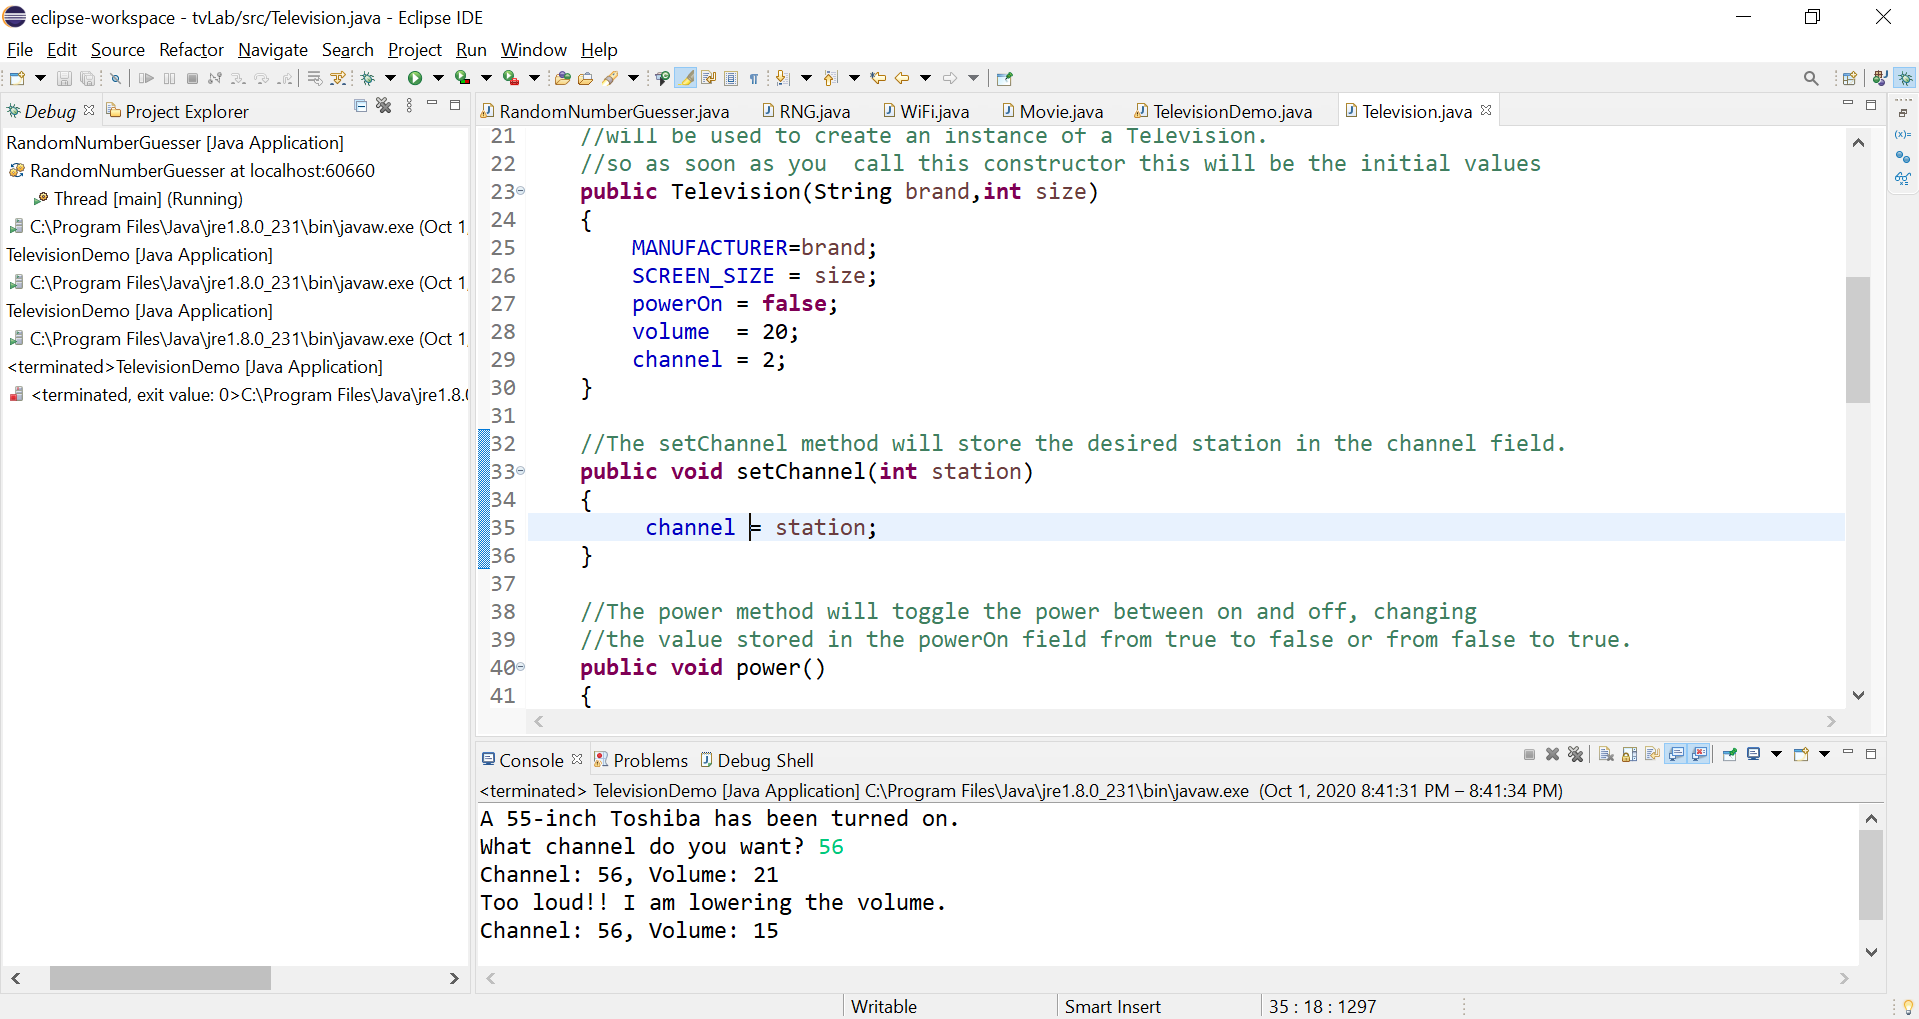 eclipse-workspace - tvLab/src/Television.java - Eclipse IDE
File Edit Source Refactor Navigate Search Project Run Window Help
Debug Project Explorer
RandomNumberGuesser [Java Application]
RandomNumberGuesser at localhost:60660
Thread [main] (Running)
C:\Program Files\Java\jre1.8.0_231\bin\javaw.exe (Oct 1,
TelevisionDemo [Java Application]
C:\Program Files\Java\jre1.8.0_231\bin\javaw.exe (Oct 1,
TelevisionDemo [Java Application]
C:\Program Files\Java\jre1.8.0_231\bin\javaw.exe (Oct 1,
<terminated>TelevisionDemo [Java Application]
<terminated, exit value: 0>C:\Program Files\Java\jre1.8.0
RandomNumberGuesser.java RNG.java WiFi.java Movie.java TelevisionDemo.java Television.java
21 //will be used to create an instance of a Television.
22 //so as soon as you  call this constructor this will be the initial values
23 public Television(String brand,int size)
24 {
25 MANUFACTURER=brand;
26 SCREEN_SIZE = size;
27 powerOn = false;
28 volume  = 20;
29 channel = 2;
30 }
31
32 //The setChannel method will store the desired station in the channel field.
33 public void setChannel(int station)
34 {
35 channel = station;
36 }
37
38 //The power method will toggle the power between on and off, changing
39 //the value stored in the powerOn field from true to false or from false to true.
40 public void power()
41 {
Console Problems Debug Shell
<terminated> TelevisionDemo [Java Application] C:\Program Files\Java\jre1.8.0_231\bin\javaw.exe  (Oct 1, 2020 8:41:31 PM – 8:41:34 PM)
A 55-inch Toshiba has been turned on.
What channel do you want? 56
Channel: 56, Volume: 21
Too loud!! I am lowering the volume.
Channel: 56, Volume: 15
Writable Smart Insert 35 : 18 : 1297